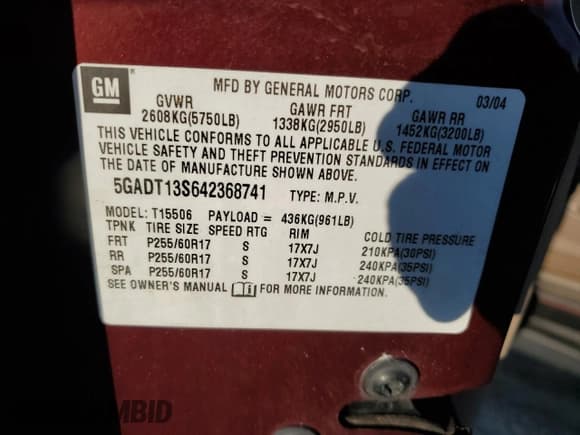 GM®
MFD BY GENERAL MOTORS CORP. 03/04
GVWR GAWR FRT GAWR RR
2608KG(5750LB) 1338KG(2950LB) 1452KG(3200LB)
THIS VEHICLE CONFORMS TO ALL APPLICABLE U.S. FEDERAL MOTOR
VEHICLE SAFETY AND THEFT PREVENTION STANDARDS IN EFFECT ON
THE DATE OF MANUFACTURE SHOWN ABOVE.
5GADT13S642368741 TYPE: M.P.V.
MODEL: T15506 PAYLOAD = 436KG(961LB)
TPNK TIRE SIZE SPEED RTG RIM COLD TIRE PRESSURE
FRT P255/60R17 S 17X7J 210KPA(30PSI)
RR P255/60R17 S 17X7J 240KPA(35PSI)
SPA P255/60R17 S 17X7J 240KPA(35PSI)
SEE OWNER'S MANUAL FOR MORE INFORMATION.